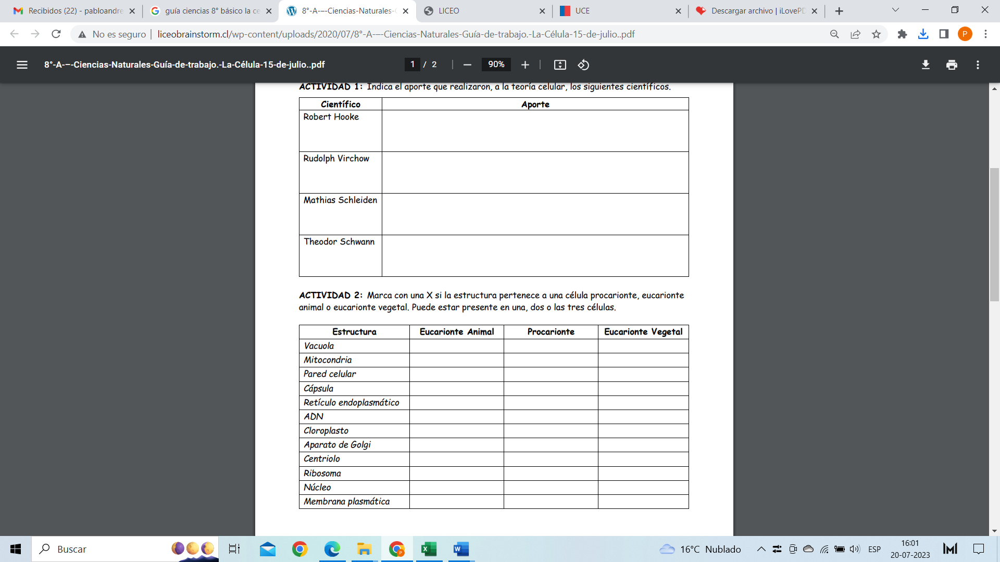 Recibidos (22) - pabloandre
guía ciencias 8° básico la ce
8°-A-–-Ciencias-Naturales-
LICEO
UCE
Descargar archivo | iLovePD
No es seguro | liceobrainstorm.cl/wp-content/uploads/2020/07/8°-A-–-Ciencias-Naturales-Guía-de-trabajo.-La-Célula-15-de-julio..pdf
P
8°-A-–-Ciencias-Naturales-Guía-de-trabajo.-La-Célula-15-de-julio..pdf
1 / 2
90%
ACTIVIDAD 1: Indica el aporte que realizaron, a la teoría celular, los siguientes científicos.
Científico Aporte
Robert Hooke
Rudolph Virchow
Mathias Schleiden
Theodor Schwann
ACTIVIDAD 2: Marca con una X si la estructura pertenece a una célula procarionte, eucarionte
animal o eucarionte vegetal. Puede estar presente en una, dos o las tres células.
Estructura Eucarionte Animal Procarionte Eucarionte Vegetal
Vacuola
Mitocondria
Pared celular
Cápsula
Retículo endoplasmático
ADN
Cloroplasto
Aparato de Golgi
Centriolo
Ribosoma
Núcleo
Membrana plasmática
Buscar
16°C Nublado
ESP
16:01
20-07-2023